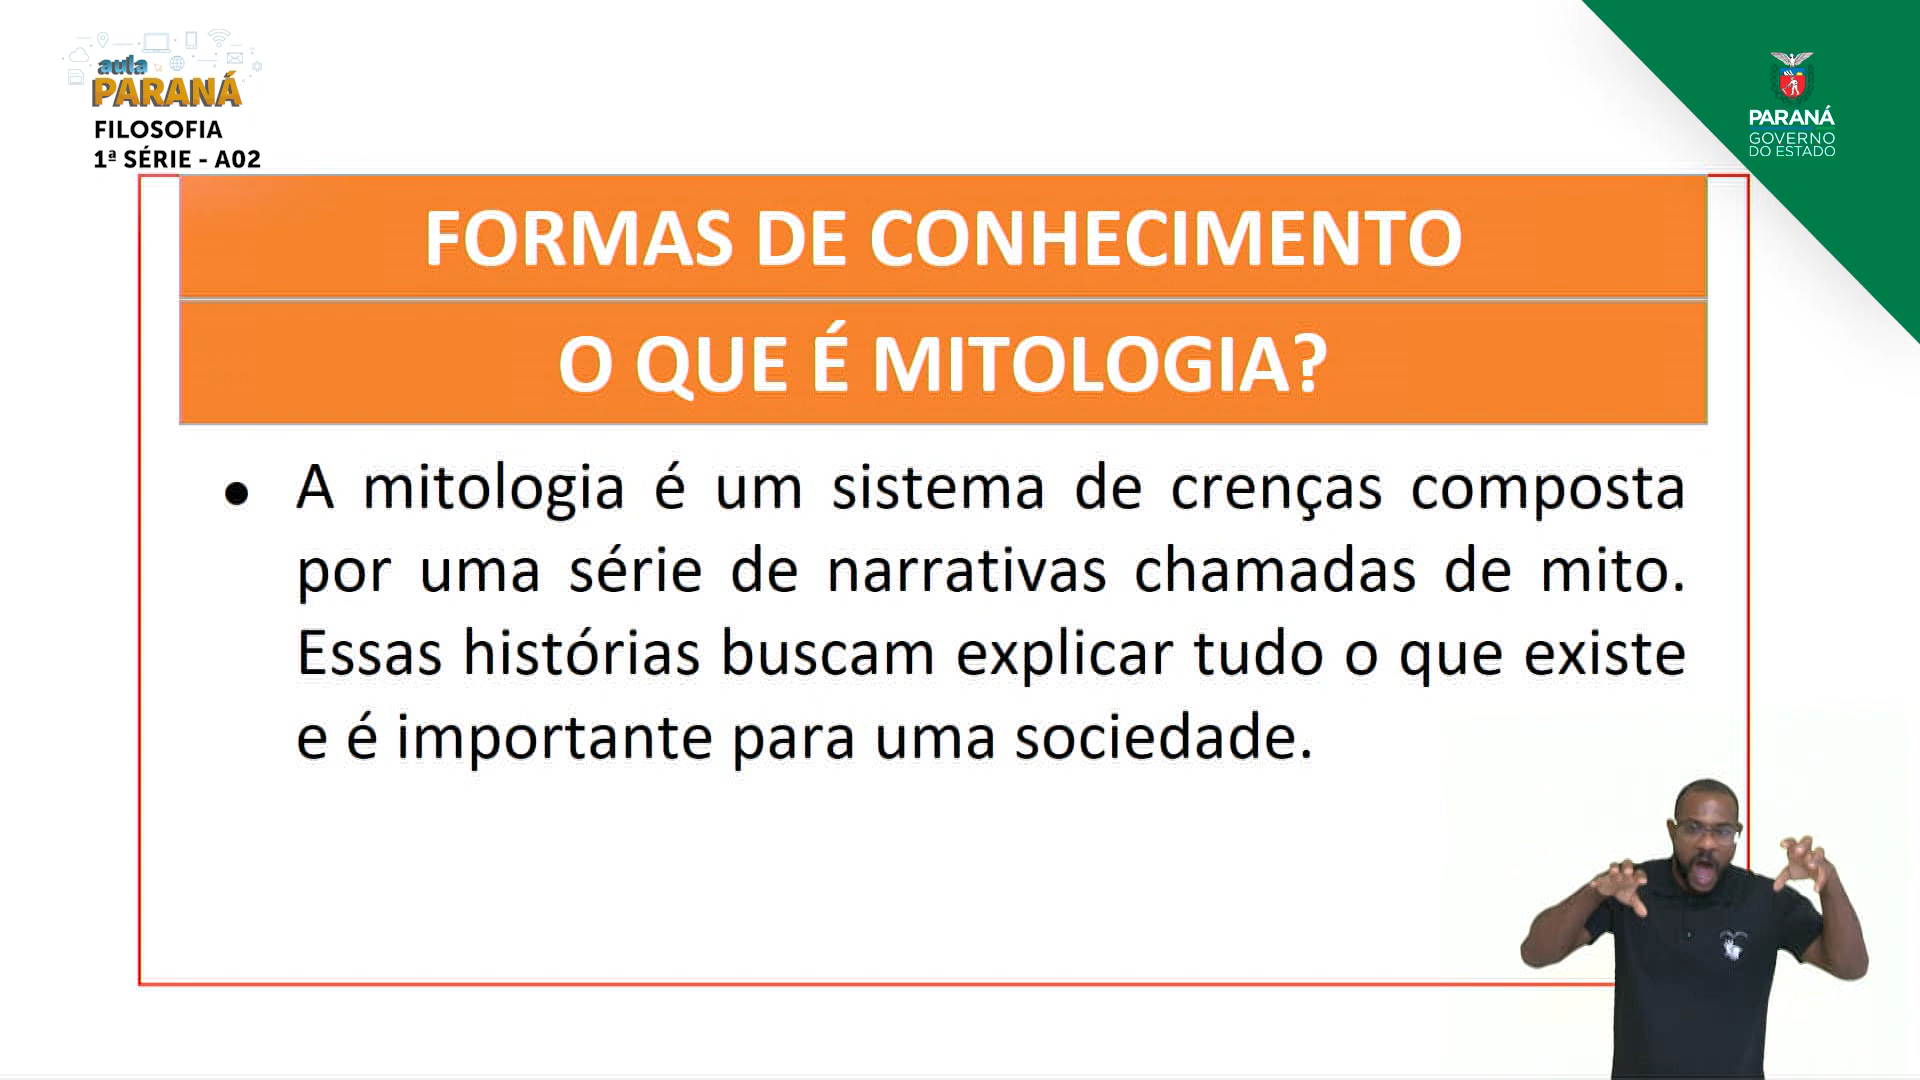 aula
PARANÁ
FILOSOFIA
1ª SÉRIE - A02
PARANÁ
GOVERNO
DO ESTADO
FORMAS DE CONHECIMENTO
O QUE É MITOLOGIA?
● A mitologia é um sistema de crenças composta
por uma série de narrativas chamadas de mito.
Essas histórias buscam explicar tudo o que existe
e é importante para uma sociedade.